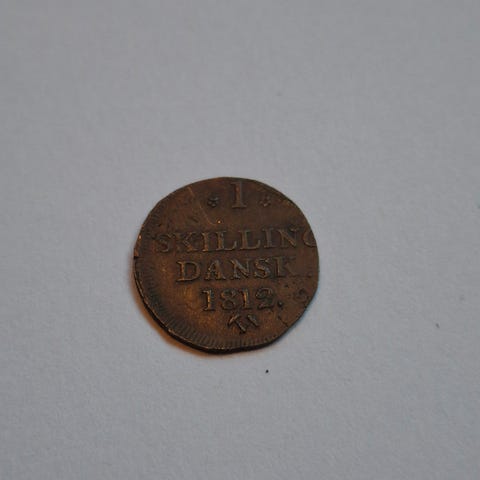 1
SKILLING
DANSK.
1812.